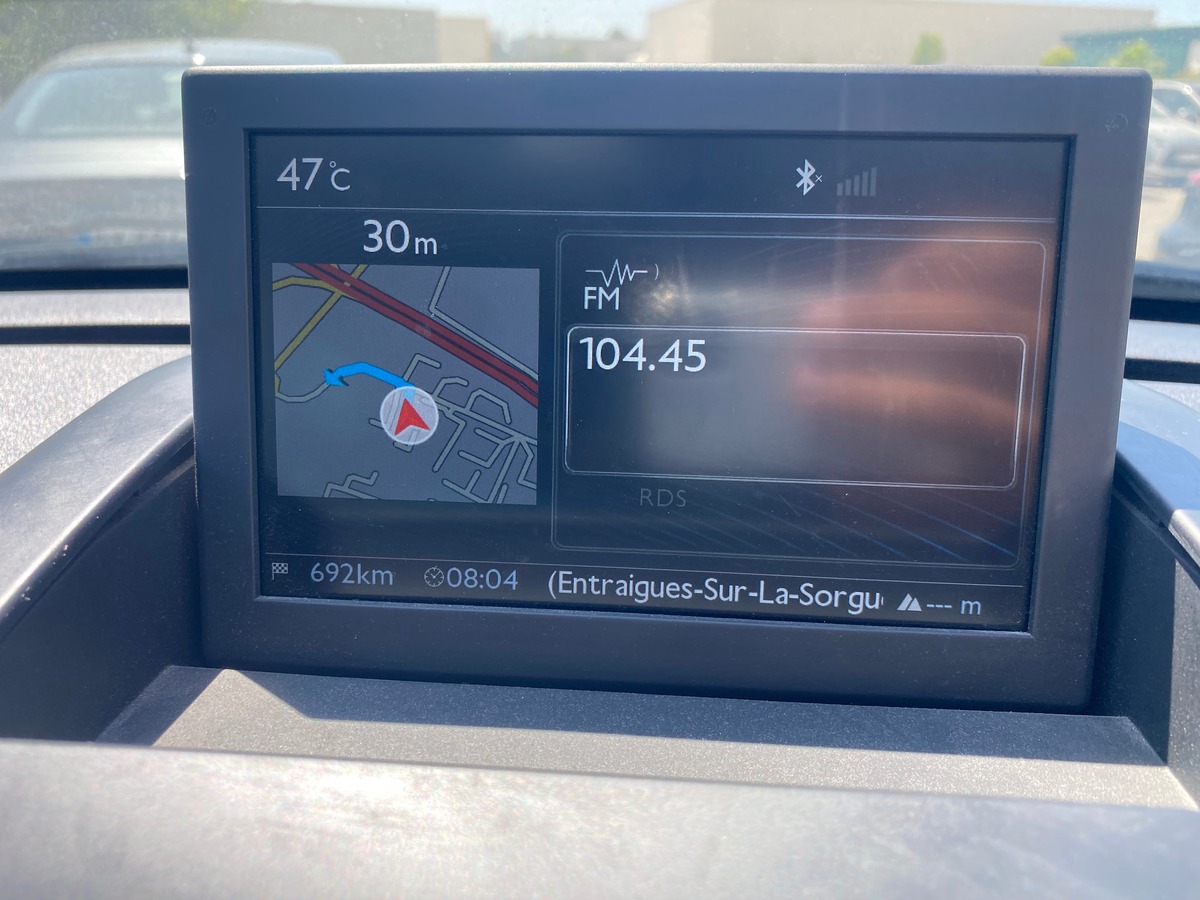 47°C
30m
FM
104.45
RDS
692km
08:04
(Entraigues-Sur-La-Sorgu
--- m